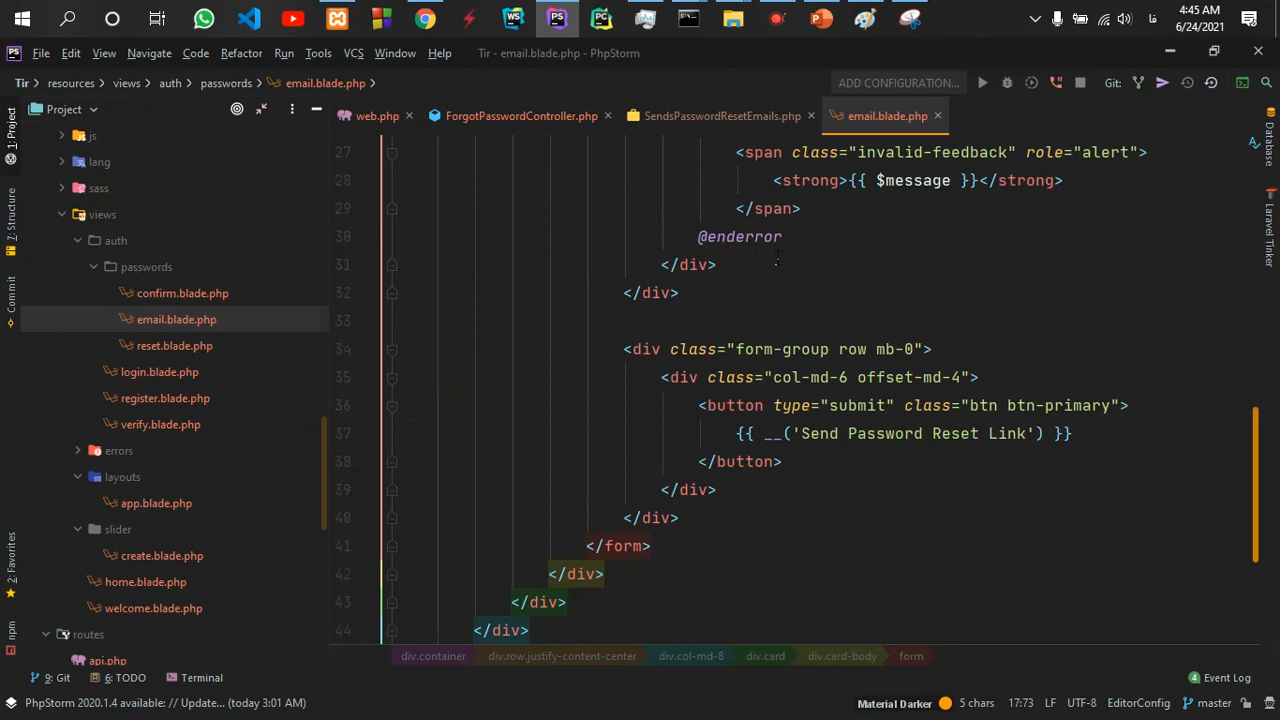 4:45 AM
فا
6/24/2021
File Edit View Navigate Code Refactor Run Tools VCS Window Help Tir - email.blade.php - PhpStorm
Tir resources views auth passwords email.blade.php
ADD CONFIGURATION... Git:
Project
web.php ForgotPasswordController.php SendsPasswordResetEmails.php email.blade.php
1: Project
7: Structure
Commit
2: Favorites
npm
Database
Laravel Tinker
js
lang
sass
views
auth
passwords
confirm.blade.php
email.blade.php
reset.blade.php
login.blade.php
register.blade.php
verify.blade.php
errors
layouts
app.blade.php
slider
create.blade.php
home.blade.php
welcome.blade.php
routes
api.php
27 <span class="invalid-feedback" role="alert">
28 <strong>{{ $message }}</strong>
29 </span>
30 @enderror
31 </div>
32 </div>
33
34 <div class="form-group row mb-0">
35 <div class="col-md-6 offset-md-4">
36 <button type="submit" class="btn btn-primary">
37 {{ __('Send Password Reset Link') }}
38 </button>
39 </div>
40 </div>
41 </form>
42 </div>
43 </div>
44 </div>
div.container div.row.justify-content-center div.col-md-8 div.card div.card-body form
9: Git 6: TODO Terminal 4 Event Log
PhpStorm 2020.1.4 available: // Update... (today 3:01 AM) Material Darker 5 chars 17:73 LF UTF-8 EditorConfig master